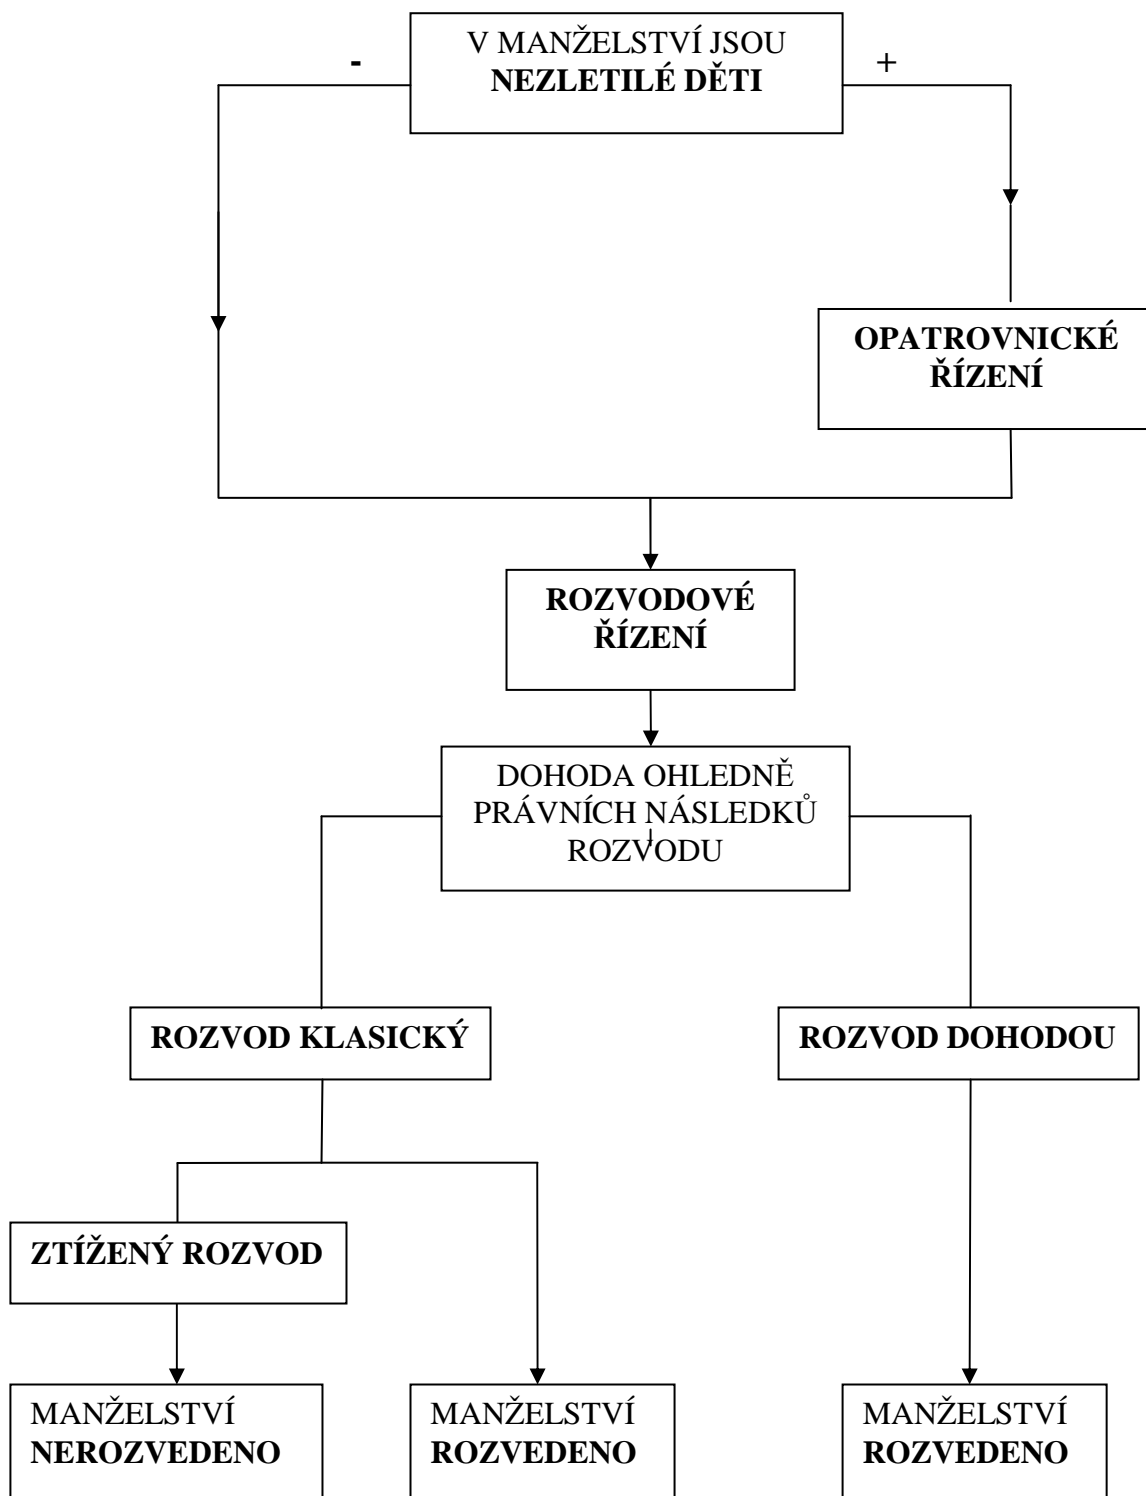 V MANŽELSTVÍ JSOU
NEZLETILÉ DĚTI
- +
OPATROVNICKÉ
ŘÍZENÍ
ROZVODOVÉ
ŘÍZENÍ
DOHODA OHLEDNĚ
PRÁVNÍCH NÁSLEDKŮ
ROZVODU
ROZVOD KLASICKÝ
ROZVOD DOHODOU
ZTÍŽENÝ ROZVOD
MANŽELSTVÍ
NEROZVEDENO
MANŽELSTVÍ
ROZVEDENO
MANŽELSTVÍ
ROZVEDENO